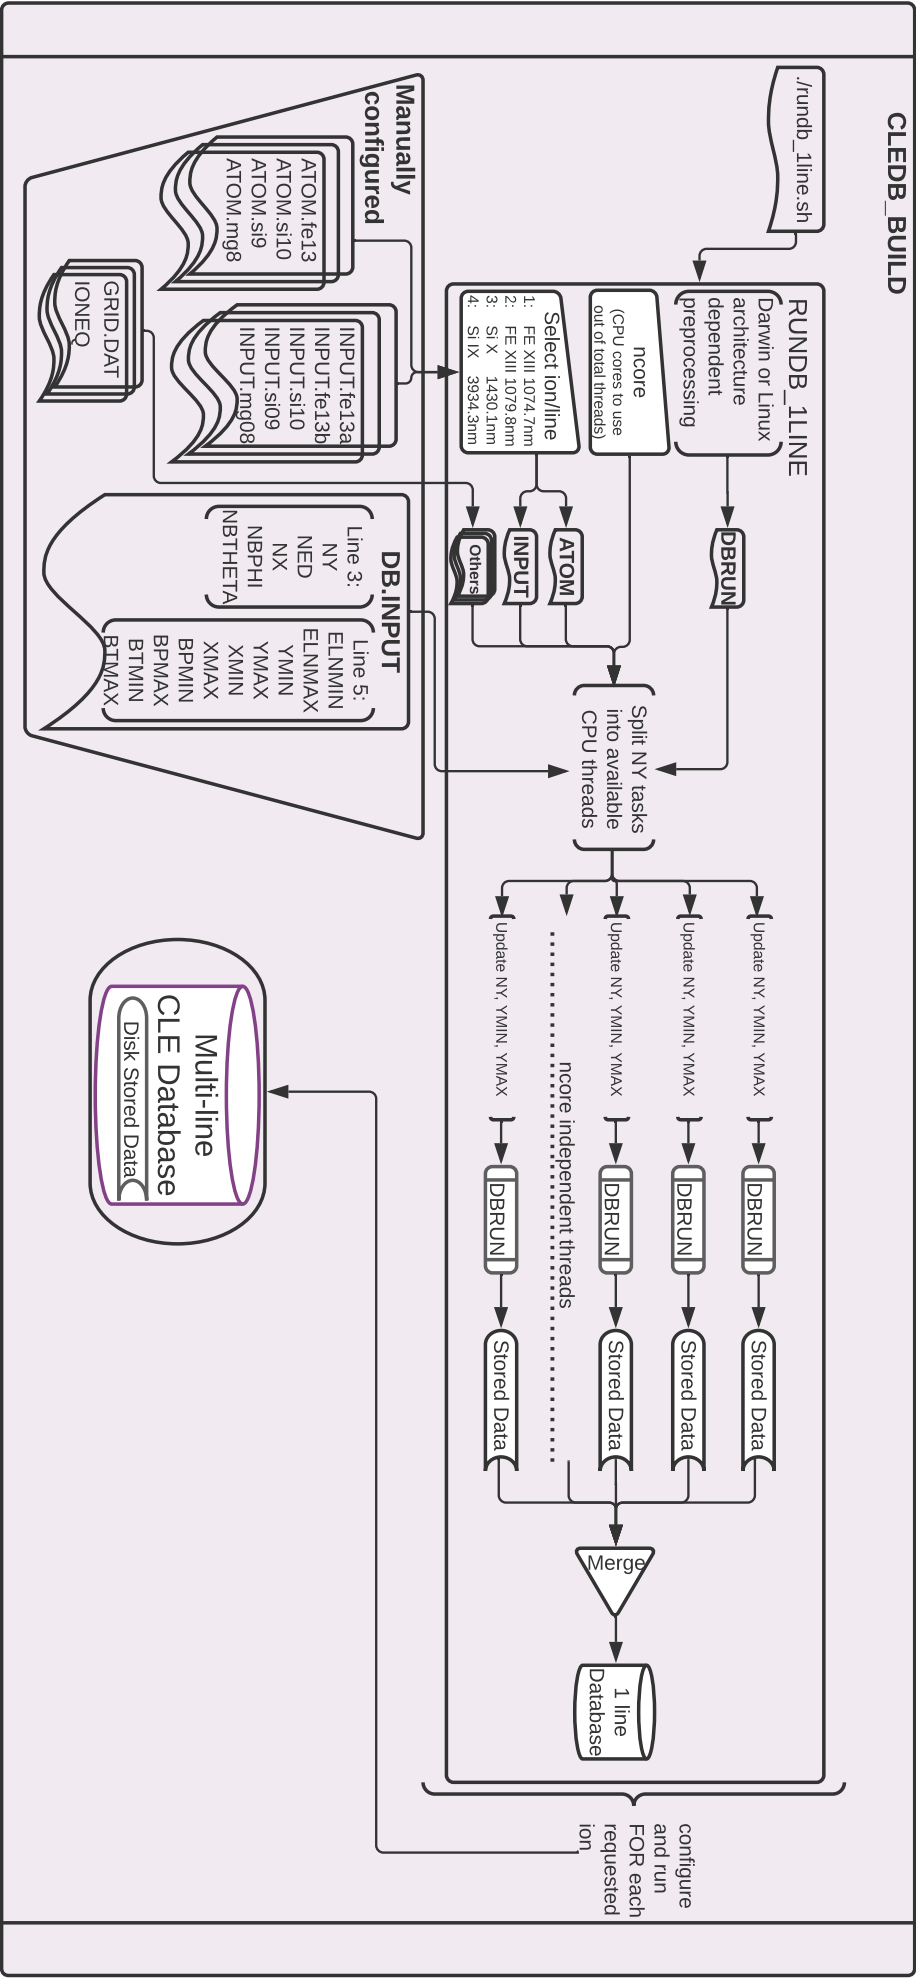 CLEDB_BUILD
./rundb_1line.sh
RUNDB_1LINE
Darwin or Linux
architecture
dependent
preprocessing
ncore
(CPU cores to use
out of total threads)
Select ion/line
1: FE XIII 1074.7nm
2: FE XIII 1079.8nm
3: Si X 1430.1nm
4: Si IX 3934.3nm
DBRUN
ATOM
INPUT
Others
Split NY tasks
into available
CPU threads
Update NY, YMIN, YMAX
DBRUN
Stored Data
Update NY, YMIN, YMAX
DBRUN
Stored Data
Update NY, YMIN, YMAX
DBRUN
Stored Data
ncore independent threads
Update NY, YMIN, YMAX
DBRUN
Stored Data
Merge
1 line
Database
configure
and run
FOR each
requested
ion
Manually
configured
ATOM.fe13
ATOM.si10
ATOM.si9
ATOM.mg8
INPUT.fe13a
INPUT.fe13b
INPUT.si10
INPUT.si09
INPUT.mg08
GRID.DAT
IONEQ
DB.INPUT
Line 3:
NY
NED
NX
NBPHI
NBTHETA
Line 5:
ELNMIN
ELNMAX
YMIN
YMAX
XMIN
XMAX
BPMIN
BPMAX
BTMIN
BTMAX
Multi-line
CLE Database
Disk Stored Data